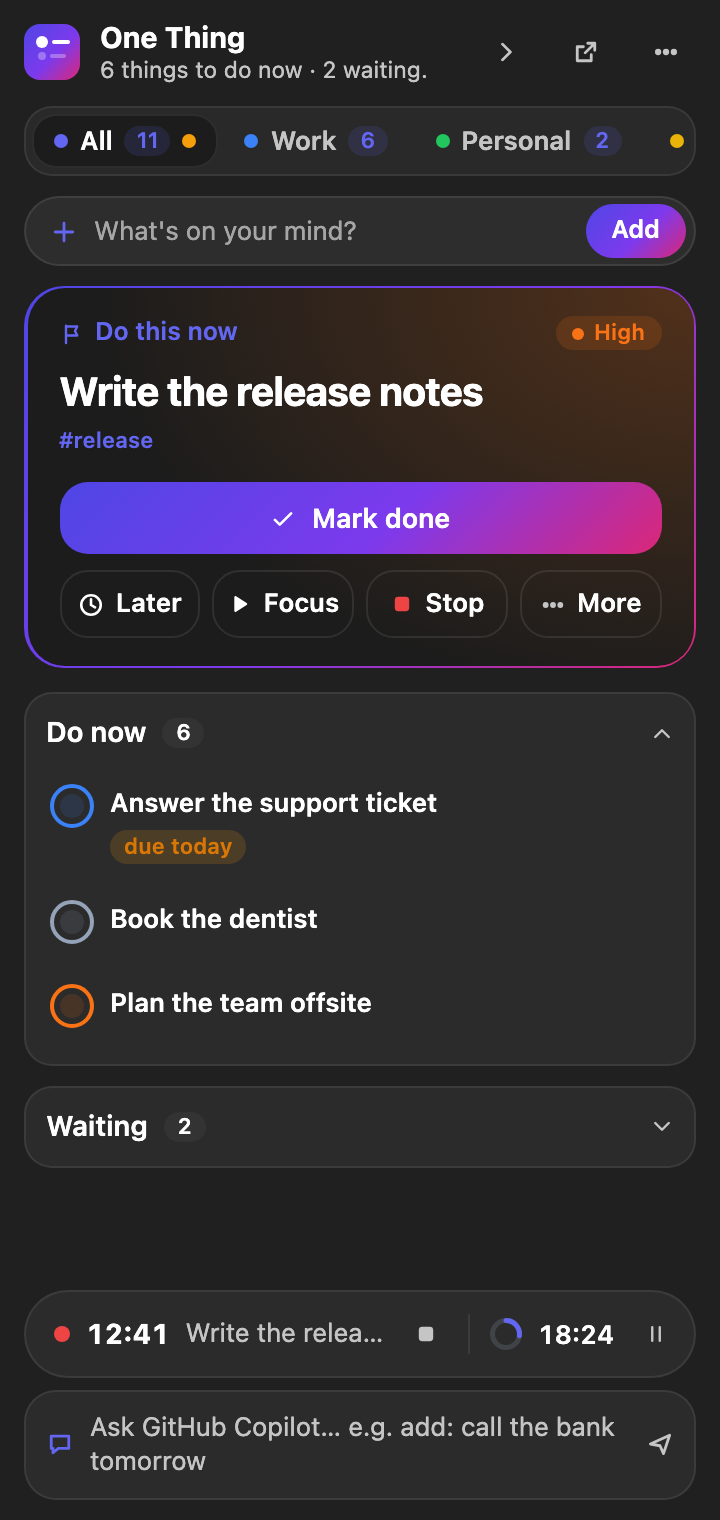 One Thing
6 things to do now · 2 waiting.
All 11 Work 6 Personal 2
What's on your mind?
Add
Do this now
High
Write the release notes
#release
Mark done
Later Focus Stop More
Do now 6
Answer the support ticket
due today
Book the dentist
Plan the team offsite
Waiting 2
12:41 Write the relea... 18:24
Ask GitHub Copilot... e.g. add: call the bank
tomorrow